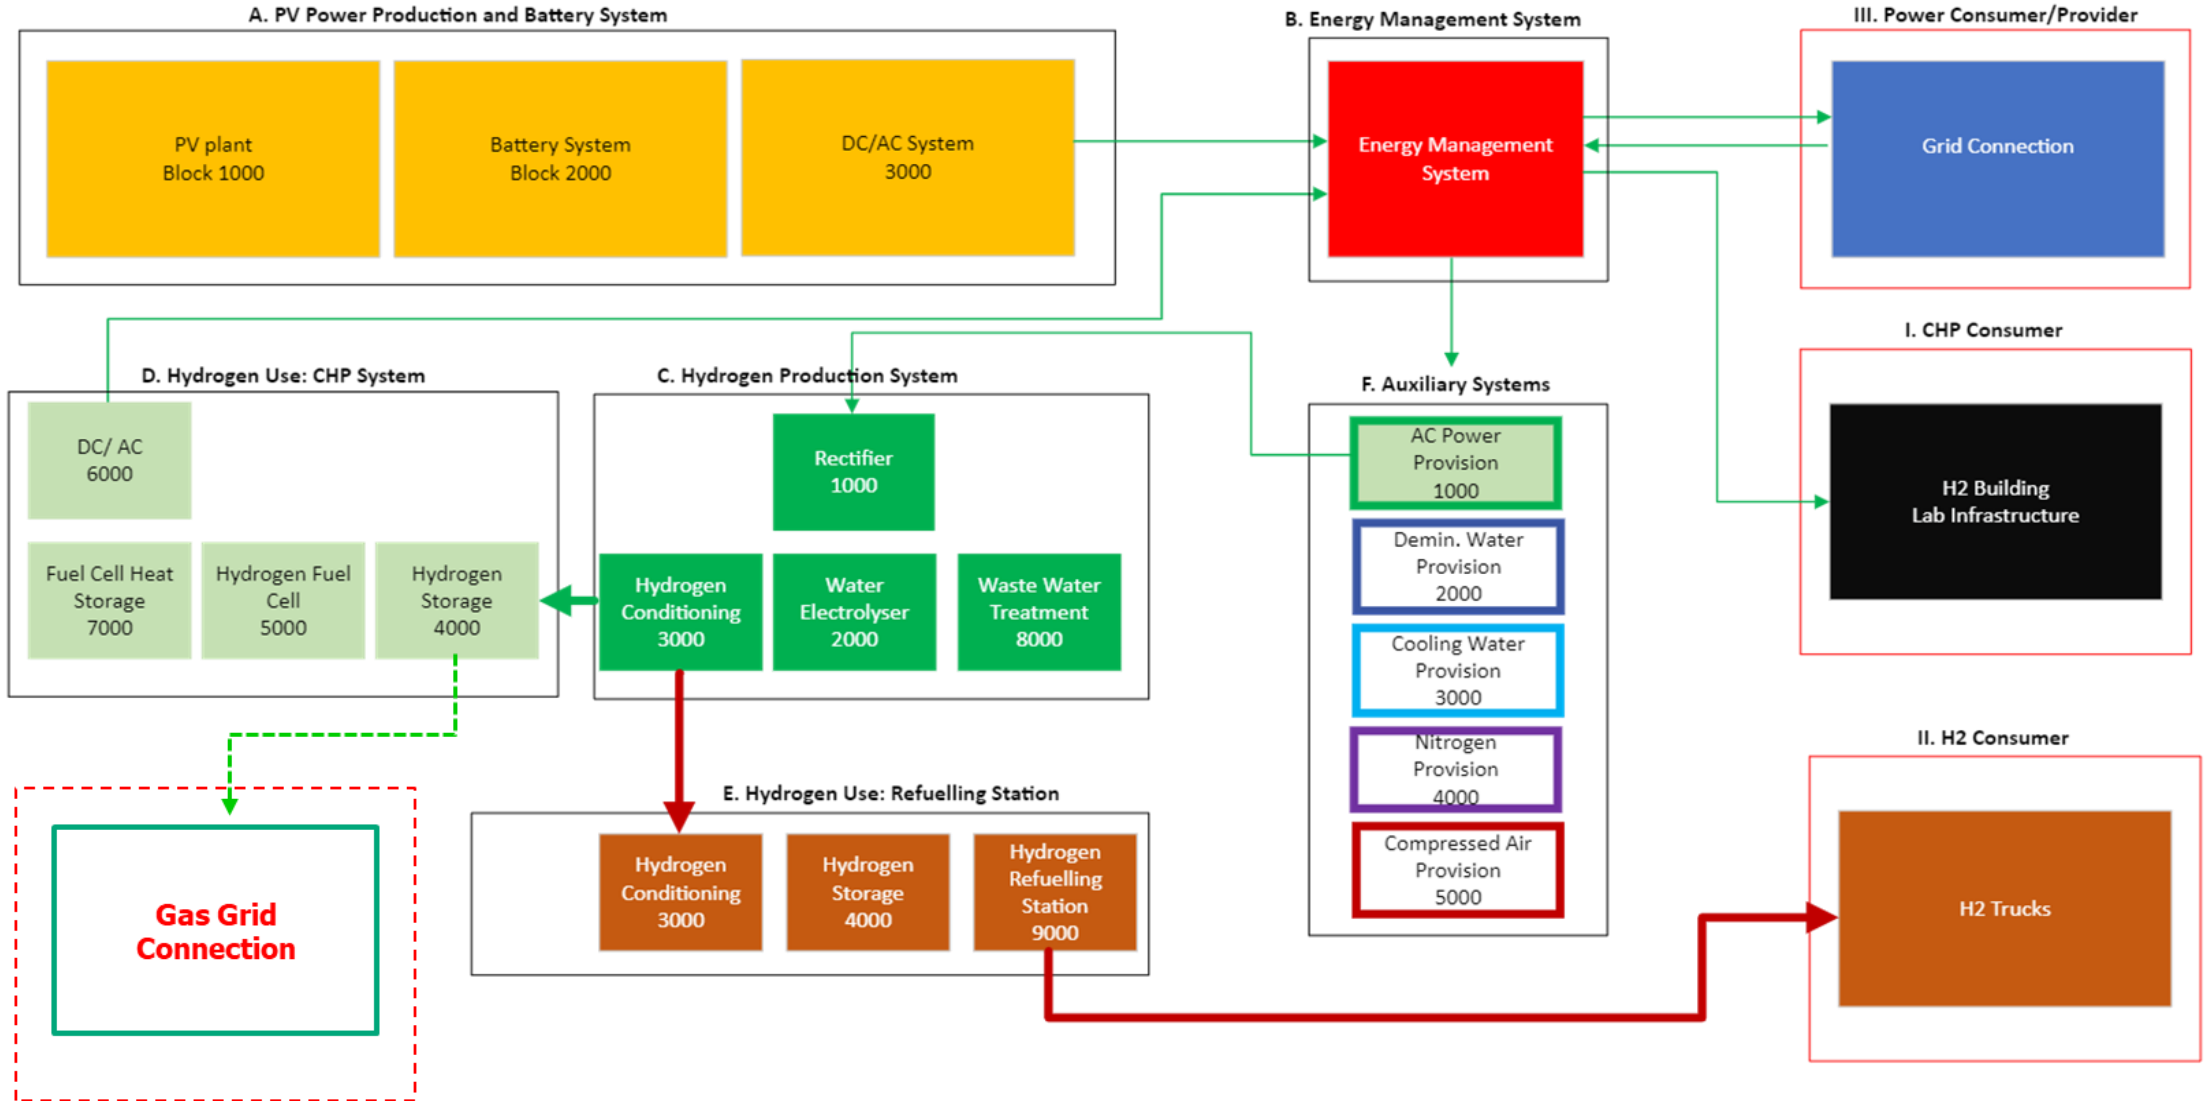 A. PV Power Production and Battery System
B. Energy Management System
III. Power Consumer/Provider
PV plant
Block 1000
Battery System
Block 2000
DC/AC System
3000
Energy Management
System
Grid Connection
I. CHP Consumer
D. Hydrogen Use: CHP System
C. Hydrogen Production System
F. Auxiliary Systems
DC/ AC
6000
Rectifier
1000
AC Power
Provision
1000
H2 Building
Lab Infrastructure
Fuel Cell Heat
Storage
7000
Hydrogen Fuel
Cell
5000
Hydrogen
Storage
4000
Hydrogen
Conditioning
3000
Water
Electrolyser
2000
Waste Water
Treatment
8000
Demin. Water
Provision
2000
Cooling Water
Provision
3000
Nitrogen
Provision
4000
II. H2 Consumer
E. Hydrogen Use: Refuelling Station
Hydrogen
Conditioning
3000
Hydrogen
Storage
4000
Hydrogen
Refuelling
Station
9000
Compressed Air
Provision
5000
H2 Trucks
Gas Grid
Connection